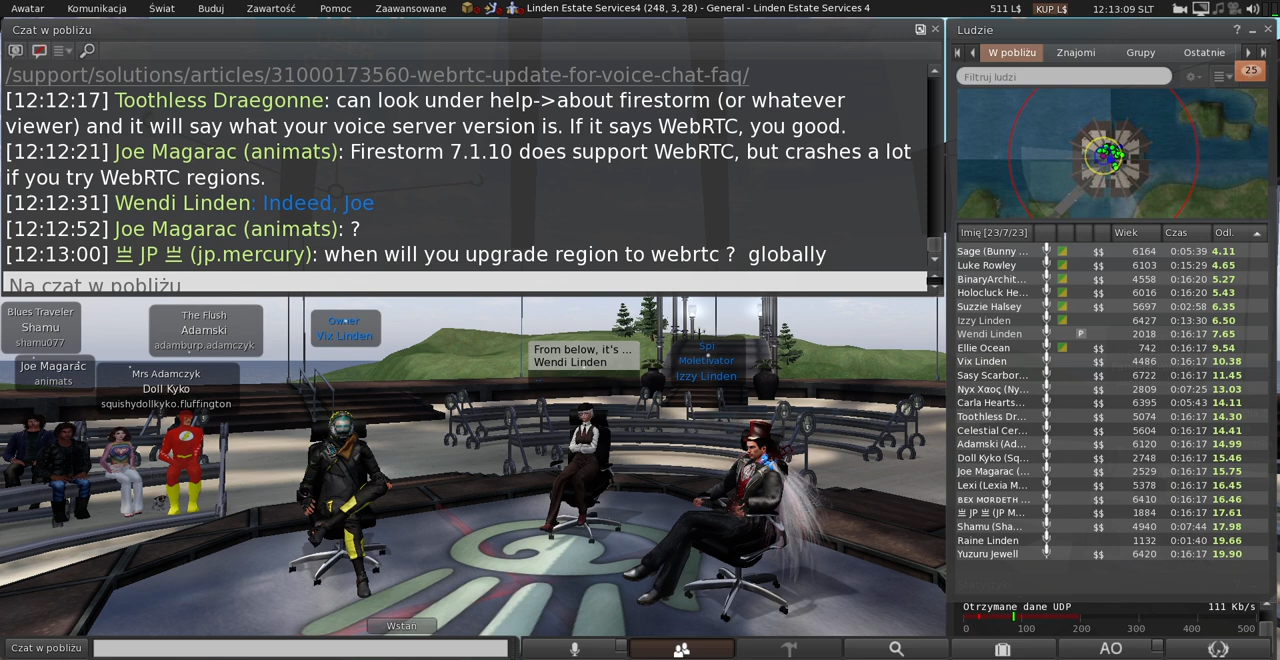 Awatar Komunikacja Świat Buduj Zawartość Pomoc Zaawansowane Linden Estate Services4 (248, 3, 28) - General - Linden Estate Services 4 511 L$ KUP L$ 12:13:09 SLT
Czat w pobliżu
/support/solutions/articles/31000173560-webrtc-update-for-voice-chat-faq/
[12:12:17] Toothless Draegonne: can look under help->about firestorm (or whatever
viewer) and it will say what your voice server version is. If it says WebRTC, you good.
[12:12:21] Joe Magarac (animats): Firestorm 7.1.10 does support WebRTC, but crashes a lot
if you try WebRTC regions.
[12:12:31] Wendi Linden: Indeed, Joe
[12:12:52] Joe Magarac (animats): ?
[12:13:00] 亗 JP 亗 (jp.mercury): when will you upgrade region to webrtc ? globally
Na czat w pobliżu
Blues Traveler
Shamu
shamu077
The Flush
Adamski
adamburp.adamczyk
Owner
Vix Linden
Joe Magarac
animats
Mrs Adamczyk
Doll Kyko
squishydollkyko.fluffington
From below, it's ...
Wendi Linden
Spi
Moletivator
Izzy Linden
Wstań
Czat w pobliżu
AO
Ludzie
W pobliżu Znajomi Grupy Ostatnie
25
Filtruj ludzi
Imię [23/7/23] Wiek Czas Odl.
Sage (Bunny ... $$ 6164 0:05:39 4.11
Luke Rowley $$ 6103 0:15:29 4.65
BinaryArchit... $$ 4558 0:16:20 5.27
Holocluck He... $$ 6016 0:16:20 5.43
Suzzie Halsey $$ 5697 0:02:58 6.35
Izzy Linden 6427 0:13:30 6.50
Wendi Linden P 2018 0:16:17 7.65
Ellie Ocean $$ 742 0:16:17 9.54
Vix Linden $$ 4486 0:16:17 10.38
Sasy Scarbor... $$ 6722 0:16:17 11.45
Nyx Χαος (Ny... $$ 2809 0:07:25 13.03
Carla Hearts... $$ 6395 0:05:43 14.11
Toothless Dr... $$ 5074 0:16:17 14.30
Celestial Cer... $$ 5604 0:16:17 14.41
Adamski (Ad... $$ 6120 0:16:17 14.99
Doll Kyko (Sq... $$ 2748 0:16:17 15.46
Joe Magarac (... $$ 2529 0:16:17 15.75
Lexi (Lexia M... $$ 5378 0:16:17 16.45
ʙᴇx ᴍᴏʀᴅᴇᴛʜ ... $$ 6410 0:16:17 16.46
亗 JP 亗 (JP M... $$ 1884 0:16:17 17.61
Shamu (Sha... $$ 4940 0:07:44 17.98
Raine Linden 1132 0:01:40 19.66
Yuzuru Jewell $$ 6420 0:16:17 19.90
Otrzymane dane UDP 111 Kb/s
0 100 200 300 400 500